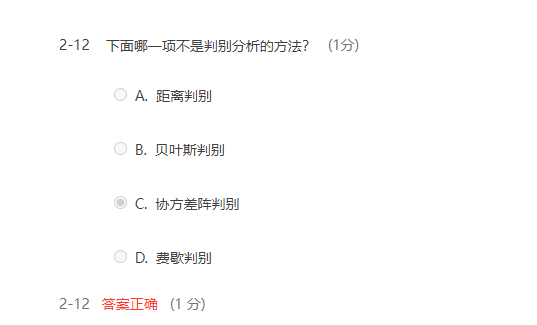 2-12 下面哪一项不是判别分析的方法? (1分)
A. 距离判别
B. 贝叶斯判别
C. 协方差阵判别
D. 费歇判别
2-12 答案正确 (1 分)